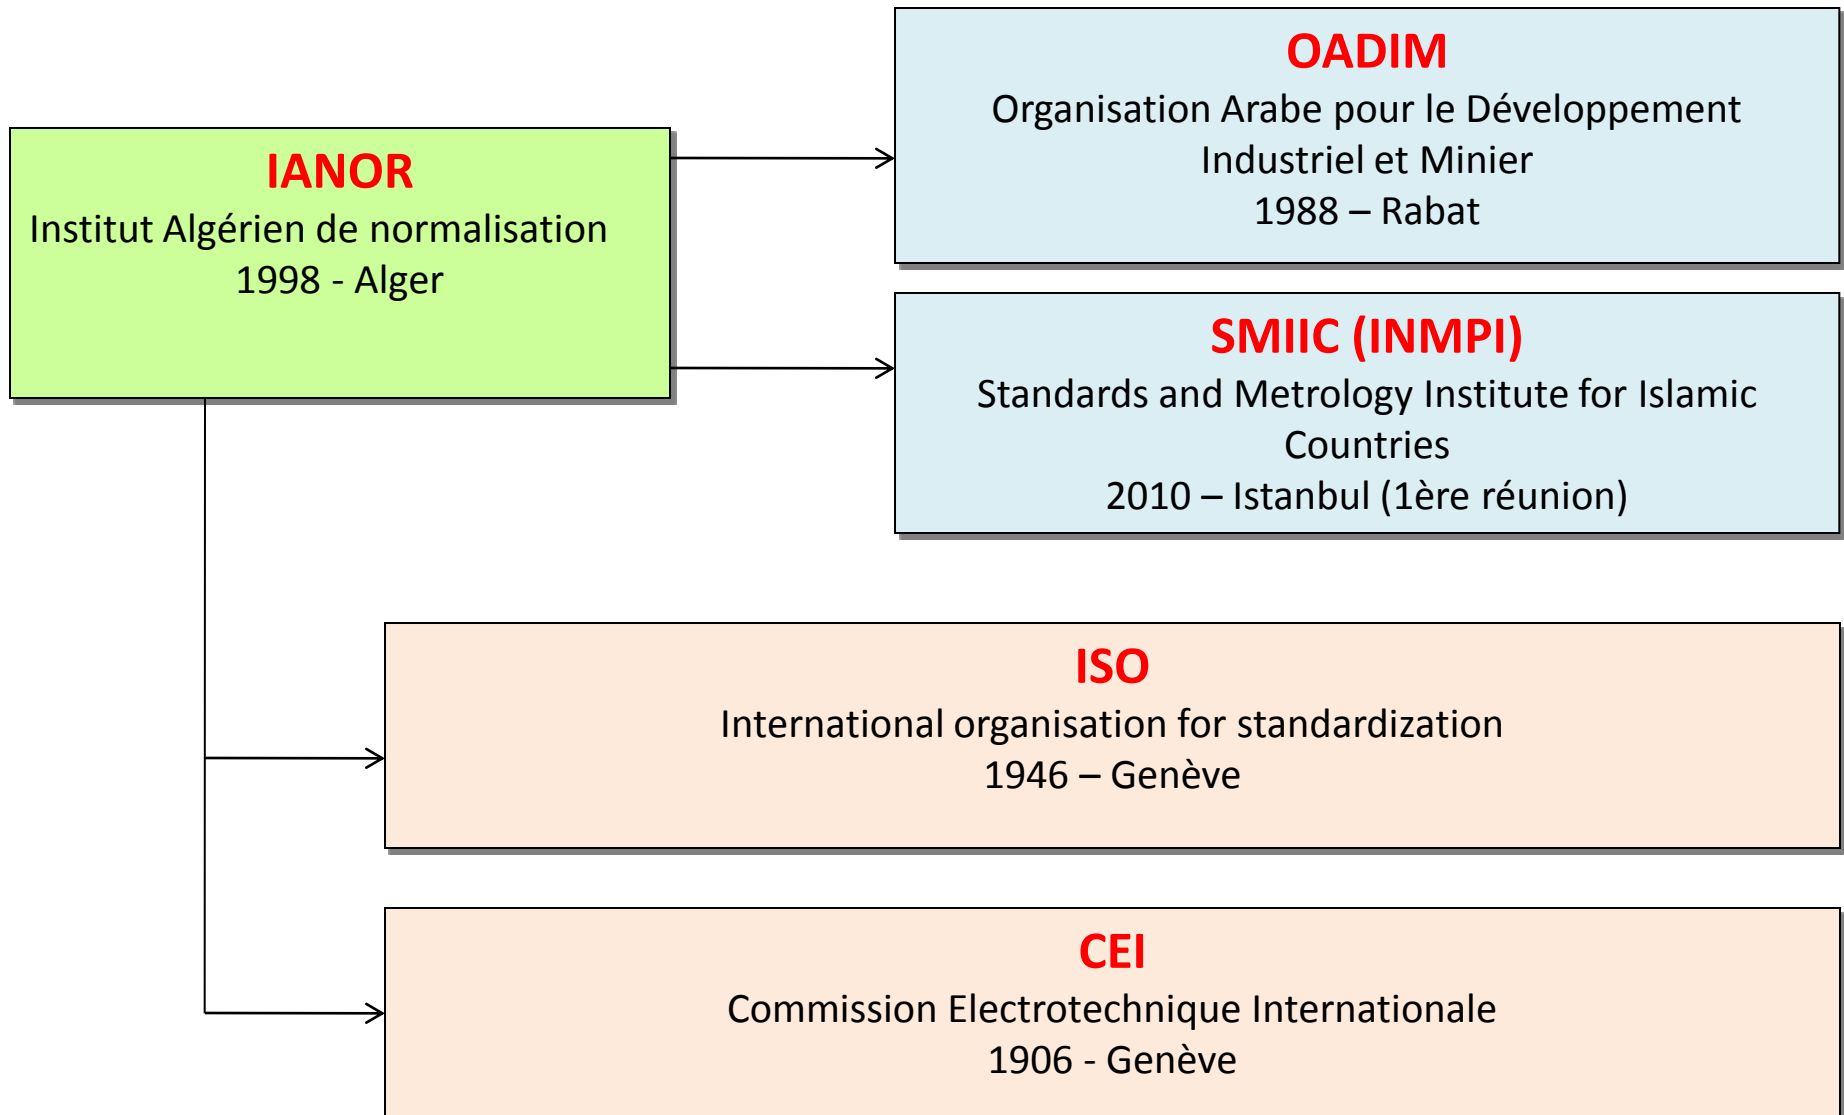 IANOR
Institut Algérien de normalisation
1998 - Alger
OADIM
Organisation Arabe pour le Développement
Industriel et Minier
1988 – Rabat
SMIIC (INMPI)
Standards and Metrology Institute for Islamic
Countries
2010 – Istanbul (1ère réunion)
ISO
International organisation for standardization
1946 – Genève
CEI
Commission Electrotechnique Internationale
1906 - Genève